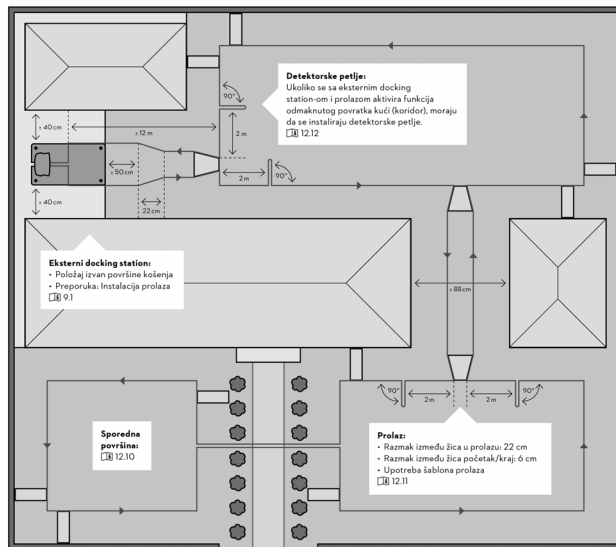 Detektorske petlje:
Ukoliko se sa eksternim docking
station-om i prolazom aktivira funkcija
odmaknutog povratka kući (koridor), moraju
da se instaliraju detektorske petlje.
12.12
90°
≥ 40 cm
≤ 12 m
2 m
≥ 50 cm
2 m
90°
≥ 40 cm
22 cm
Eksterni docking station:
• Položaj izvan površine košenja
• Preporuka: Instalacija prolaza
9.1
≥ 88 cm
90°
2 m
2 m
90°
Sporedna
površina:
12.10
Prolaz:
• Razmak između žica u prolazu: 22 cm
• Razmak između žica početak/kraj: 6 cm
• Upotreba šablona prolaza
12.11